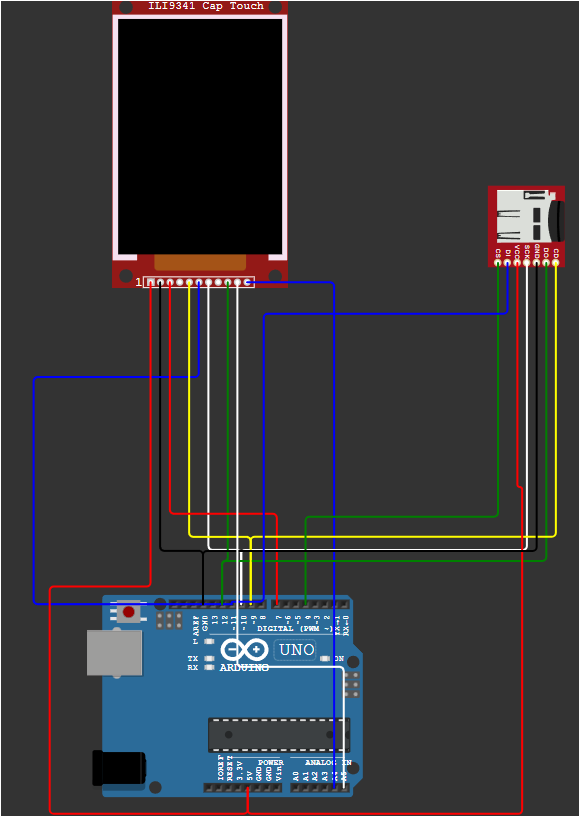 ILI9341 Cap Touch
1
CS
DI
VCC
SCK
GND
DO
CD
AREF
GND
13
12
~11
~10
~9
8
7
~6
~5
4
~3
2
TX→1
RX←0
DIGITAL (PWM ~)
L
TX
RX
UNO
ON
ARDUINO
IOREF
RESET
3.3V
5V
GND
GND
Vin
POWER
ANALOG IN
A0
A1
A2
A3